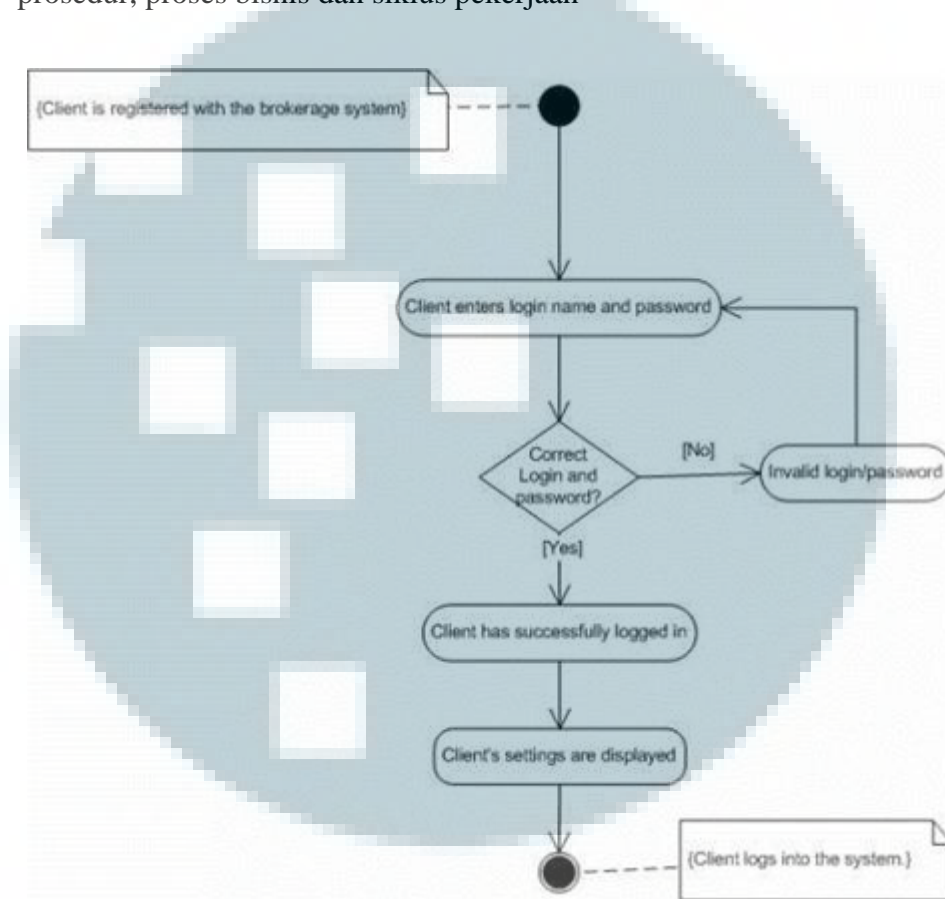 prosedur, proses bisnis dan siklus pekerjaan
{Client is registered with the brokerage system}
Client enters login name and password
Correct
Login and
password?
[No]
Invalid login/password
[Yes]
Client has successfully logged in
Client's settings are displayed
{Client logs into the system.}